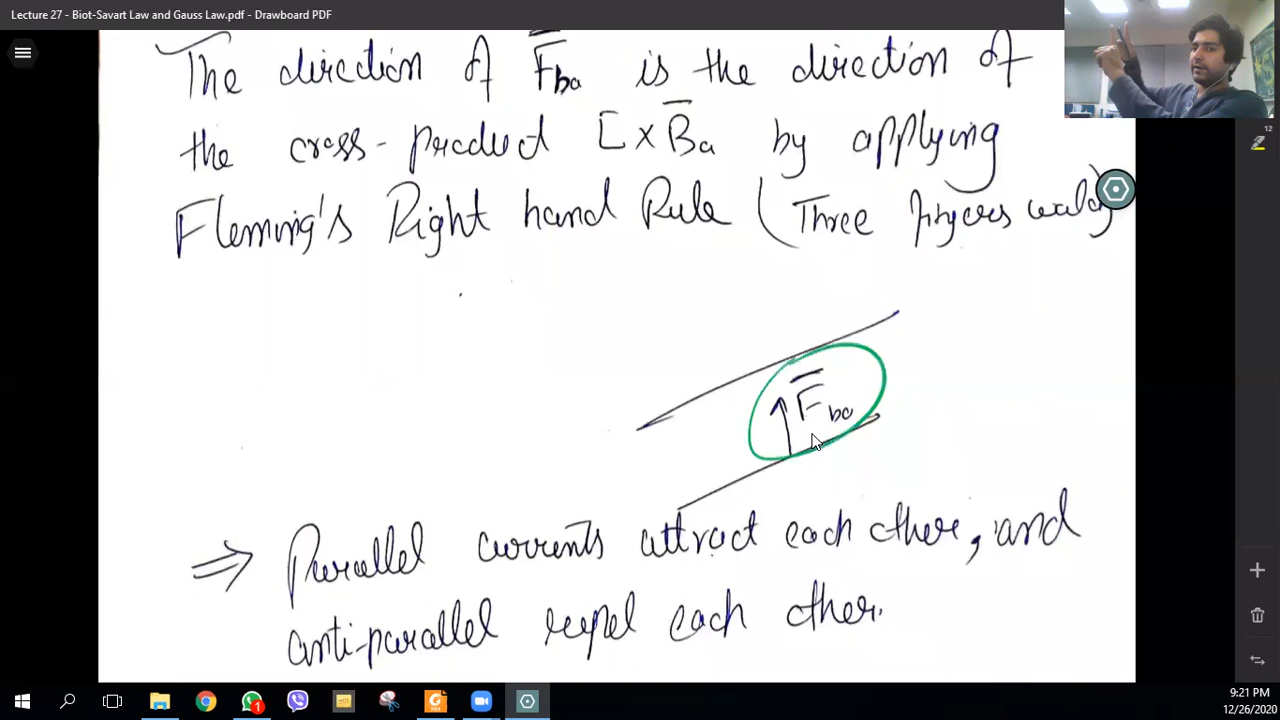 Lecture 27 - Biot-Savart Law and Gauss Law.pdf - Drawboard PDF
The direction of F̅ba is the direction of
the cross-product L × B̅a by applying
Fleming's Right hand Rule (Three fingers
12
F̅ba
⇒ Parallel currents attract each other, and
anti-parallel repel each other.
1
9:21 PM
12/26/2020